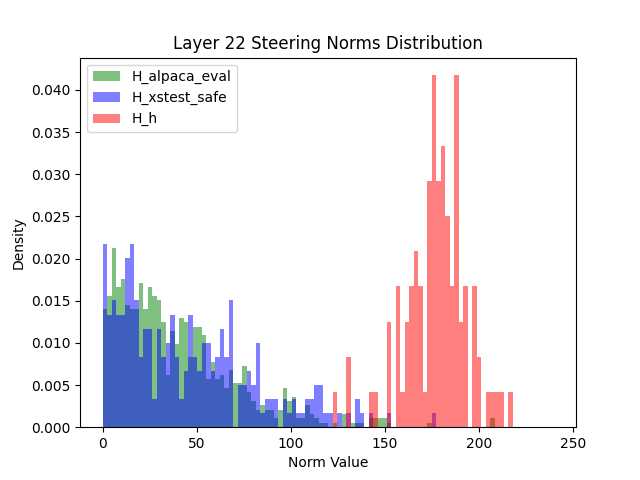 Layer 22 Steering Norms Distribution
H_alpaca_eval
H_xstest_safe
H_h
0.040
0.035
0.030
0.025
0.020
0.015
0.010
0.005
0.000
Density
0 50 100 150 200 250
Norm Value